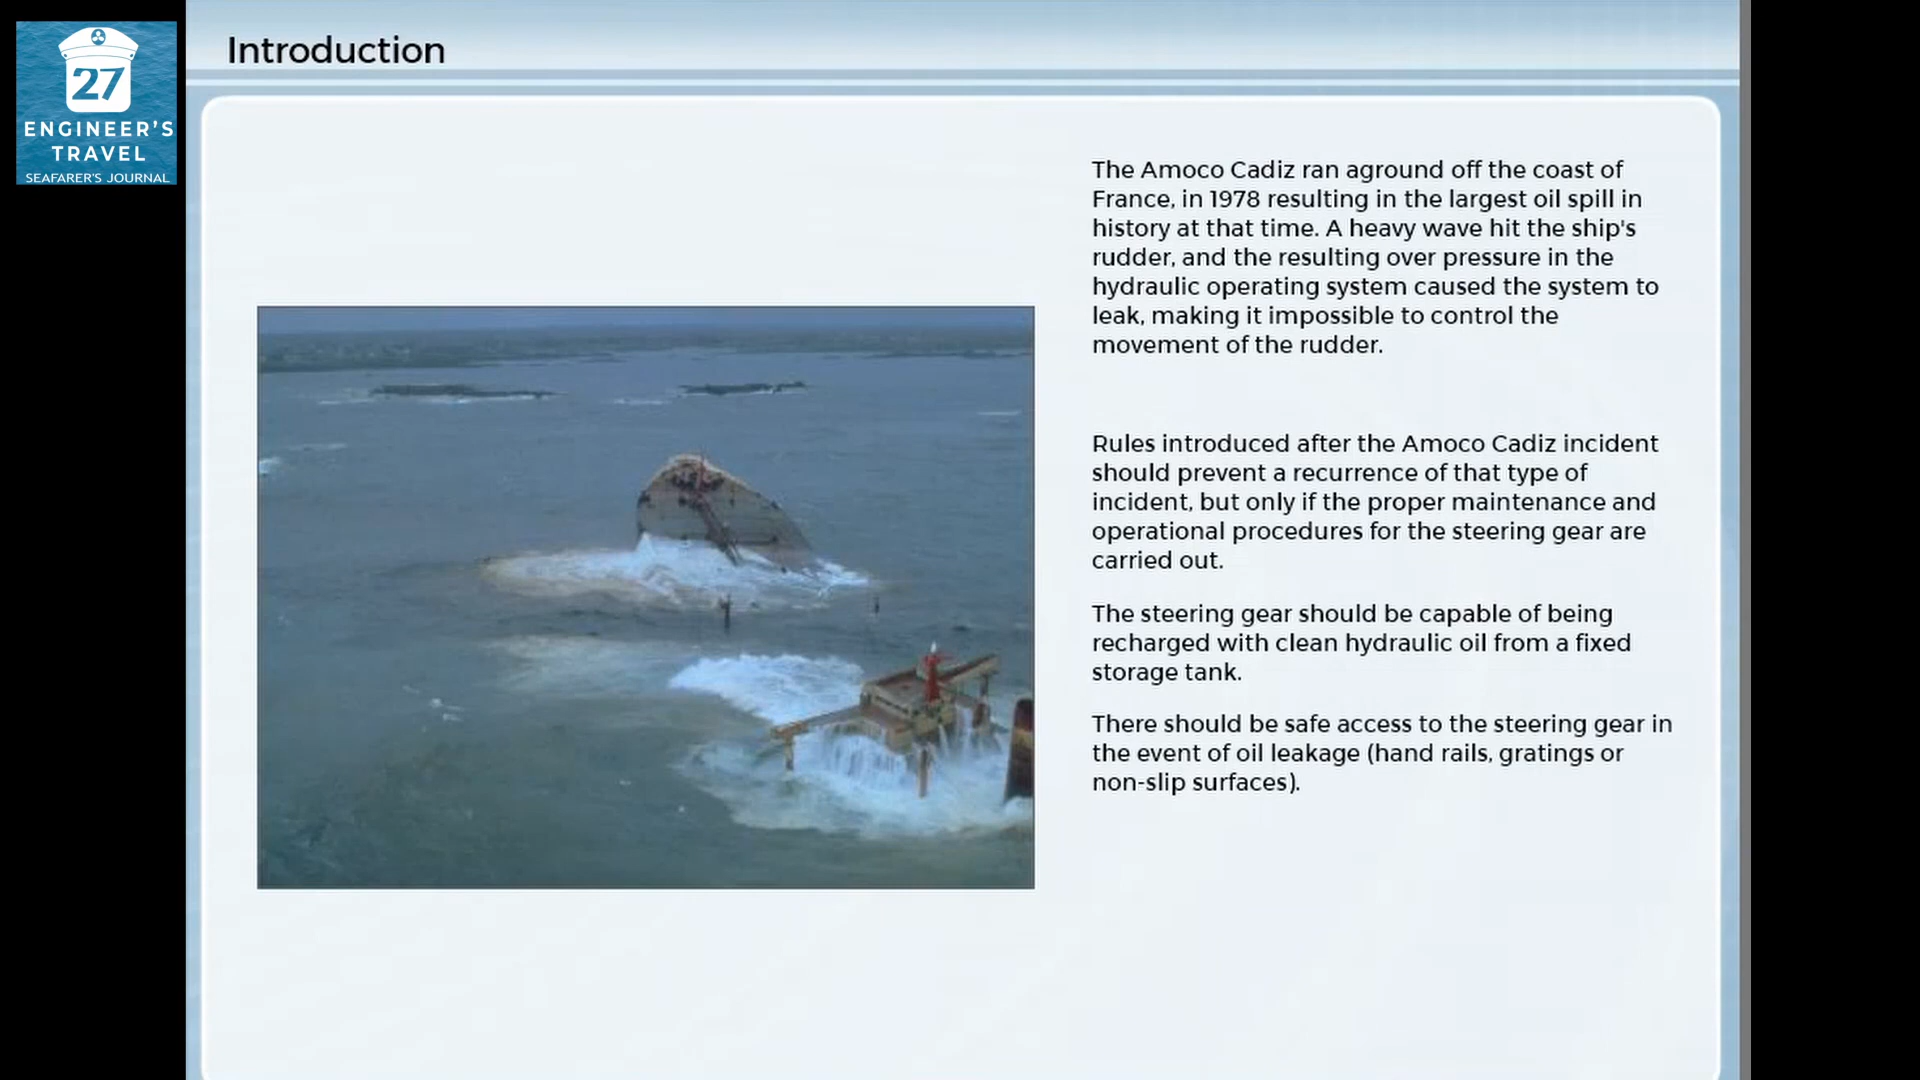 27
ENGINEER'S
TRAVEL
SEAFARER'S JOURNAL
Introduction
The Amoco Cadiz ran aground off the coast of
France, in 1978 resulting in the largest oil spill in
history at that time. A heavy wave hit the ship's
rudder, and the resulting over pressure in the
hydraulic operating system caused the system to
leak, making it impossible to control the
movement of the rudder.
Rules introduced after the Amoco Cadiz incident
should prevent a recurrence of that type of
incident, but only if the proper maintenance and
operational procedures for the steering gear are
carried out.
The steering gear should be capable of being
recharged with clean hydraulic oil from a fixed
storage tank.
There should be safe access to the steering gear in
the event of oil leakage (hand rails, gratings or
non-slip surfaces).